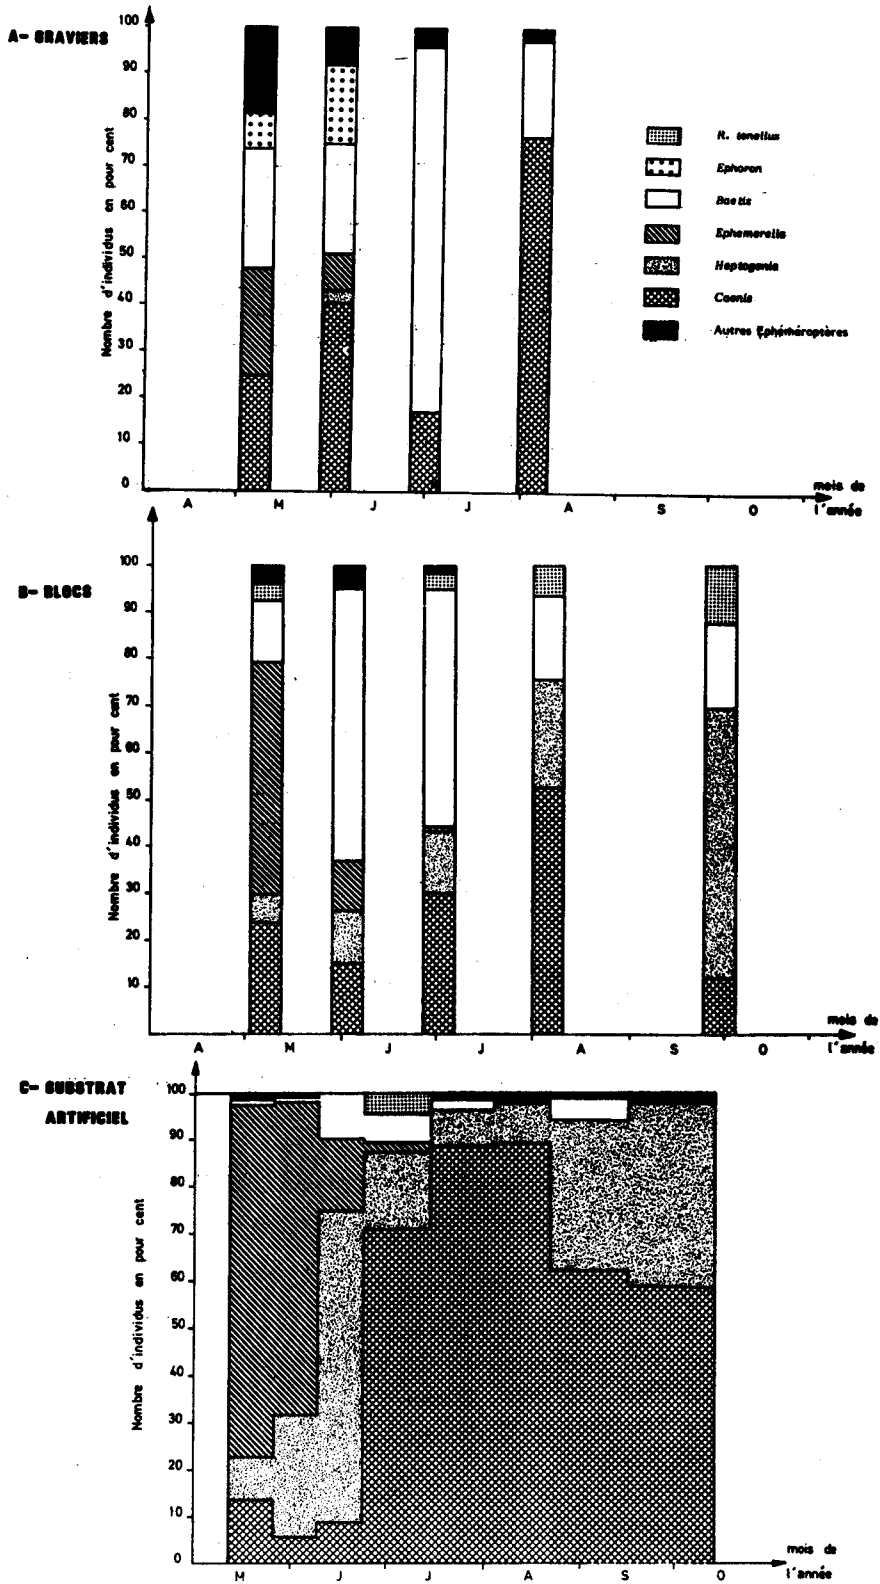 A- GRAVIERS
Nombre d'individus en pour cent
100
90
80
70
60
50
40
30
20
10
0
A M J J A S O
mois de
l'année
R. tenellus
Ephoron
Baetis
Ephemerella
Heptagenia
Caenis
Autres Ephéméroptères
B- BLOCS
Nombre d'individus en pour cent
100
90
80
70
60
50
40
30
20
10
A M J J A S O
mois de
l'année
C- SUBSTRAT
ARTIFICIEL
Nombre d'individus en pour cent
100
90
80
70
60
50
40
30
20
10
0
M J J A S O
mois de
l'année